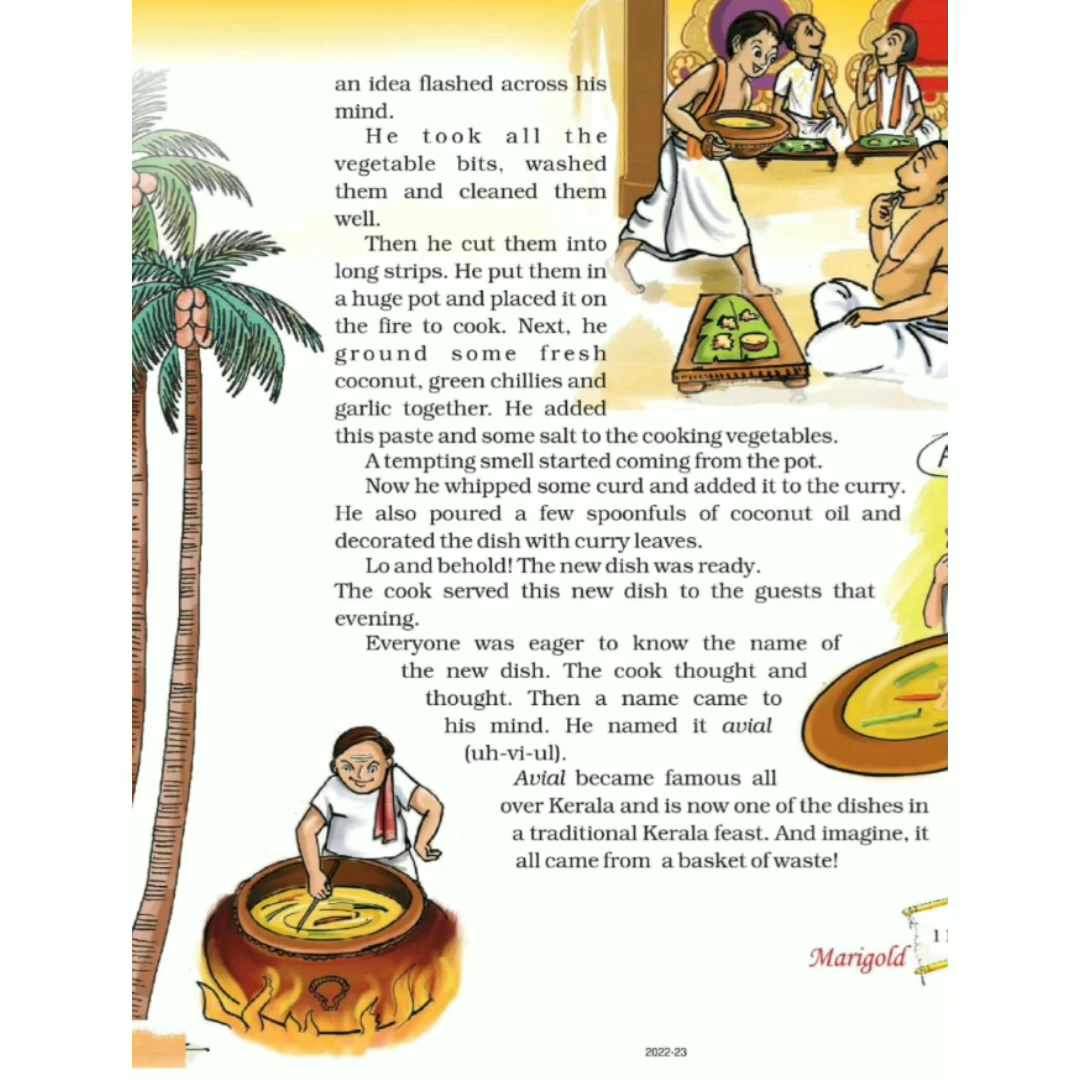 an idea flashed across his
mind.
He took all the
vegetable bits, washed
them and cleaned them
well.
Then he cut them into
long strips. He put them in
a huge pot and placed it on
the fire to cook. Next, he
ground some fresh
coconut, green chillies and
garlic together. He added
this paste and some salt to the cooking vegetables.
A tempting smell started coming from the pot.
Now he whipped some curd and added it to the curry.
He also poured a few spoonfuls of coconut oil and
decorated the dish with curry leaves.
Lo and behold! The new dish was ready.
The cook served this new dish to the guests that
evening.
Everyone was eager to know the name of
the new dish. The cook thought and
thought. Then a name came to
his mind. He named it avial
(uh-vi-ul).
Avial became famous all
over Kerala and is now one of the dishes in
a traditional Kerala feast. And imagine, it
all came from a basket of waste!
Marigold
2022-23